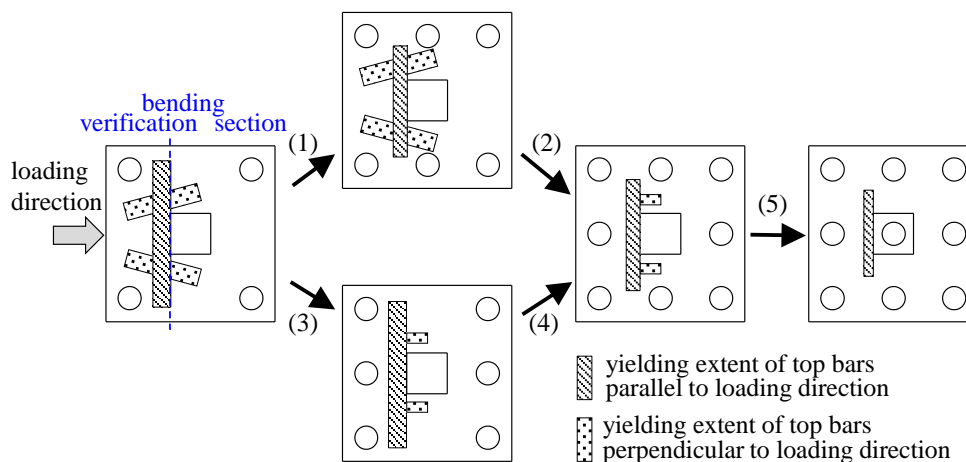 bending
verification section
loading
direction
(1)
(2)
(3)
(4)
(5)
yielding extent of top bars
parallel to loading direction
yielding extent of top bars
perpendicular to loading direction